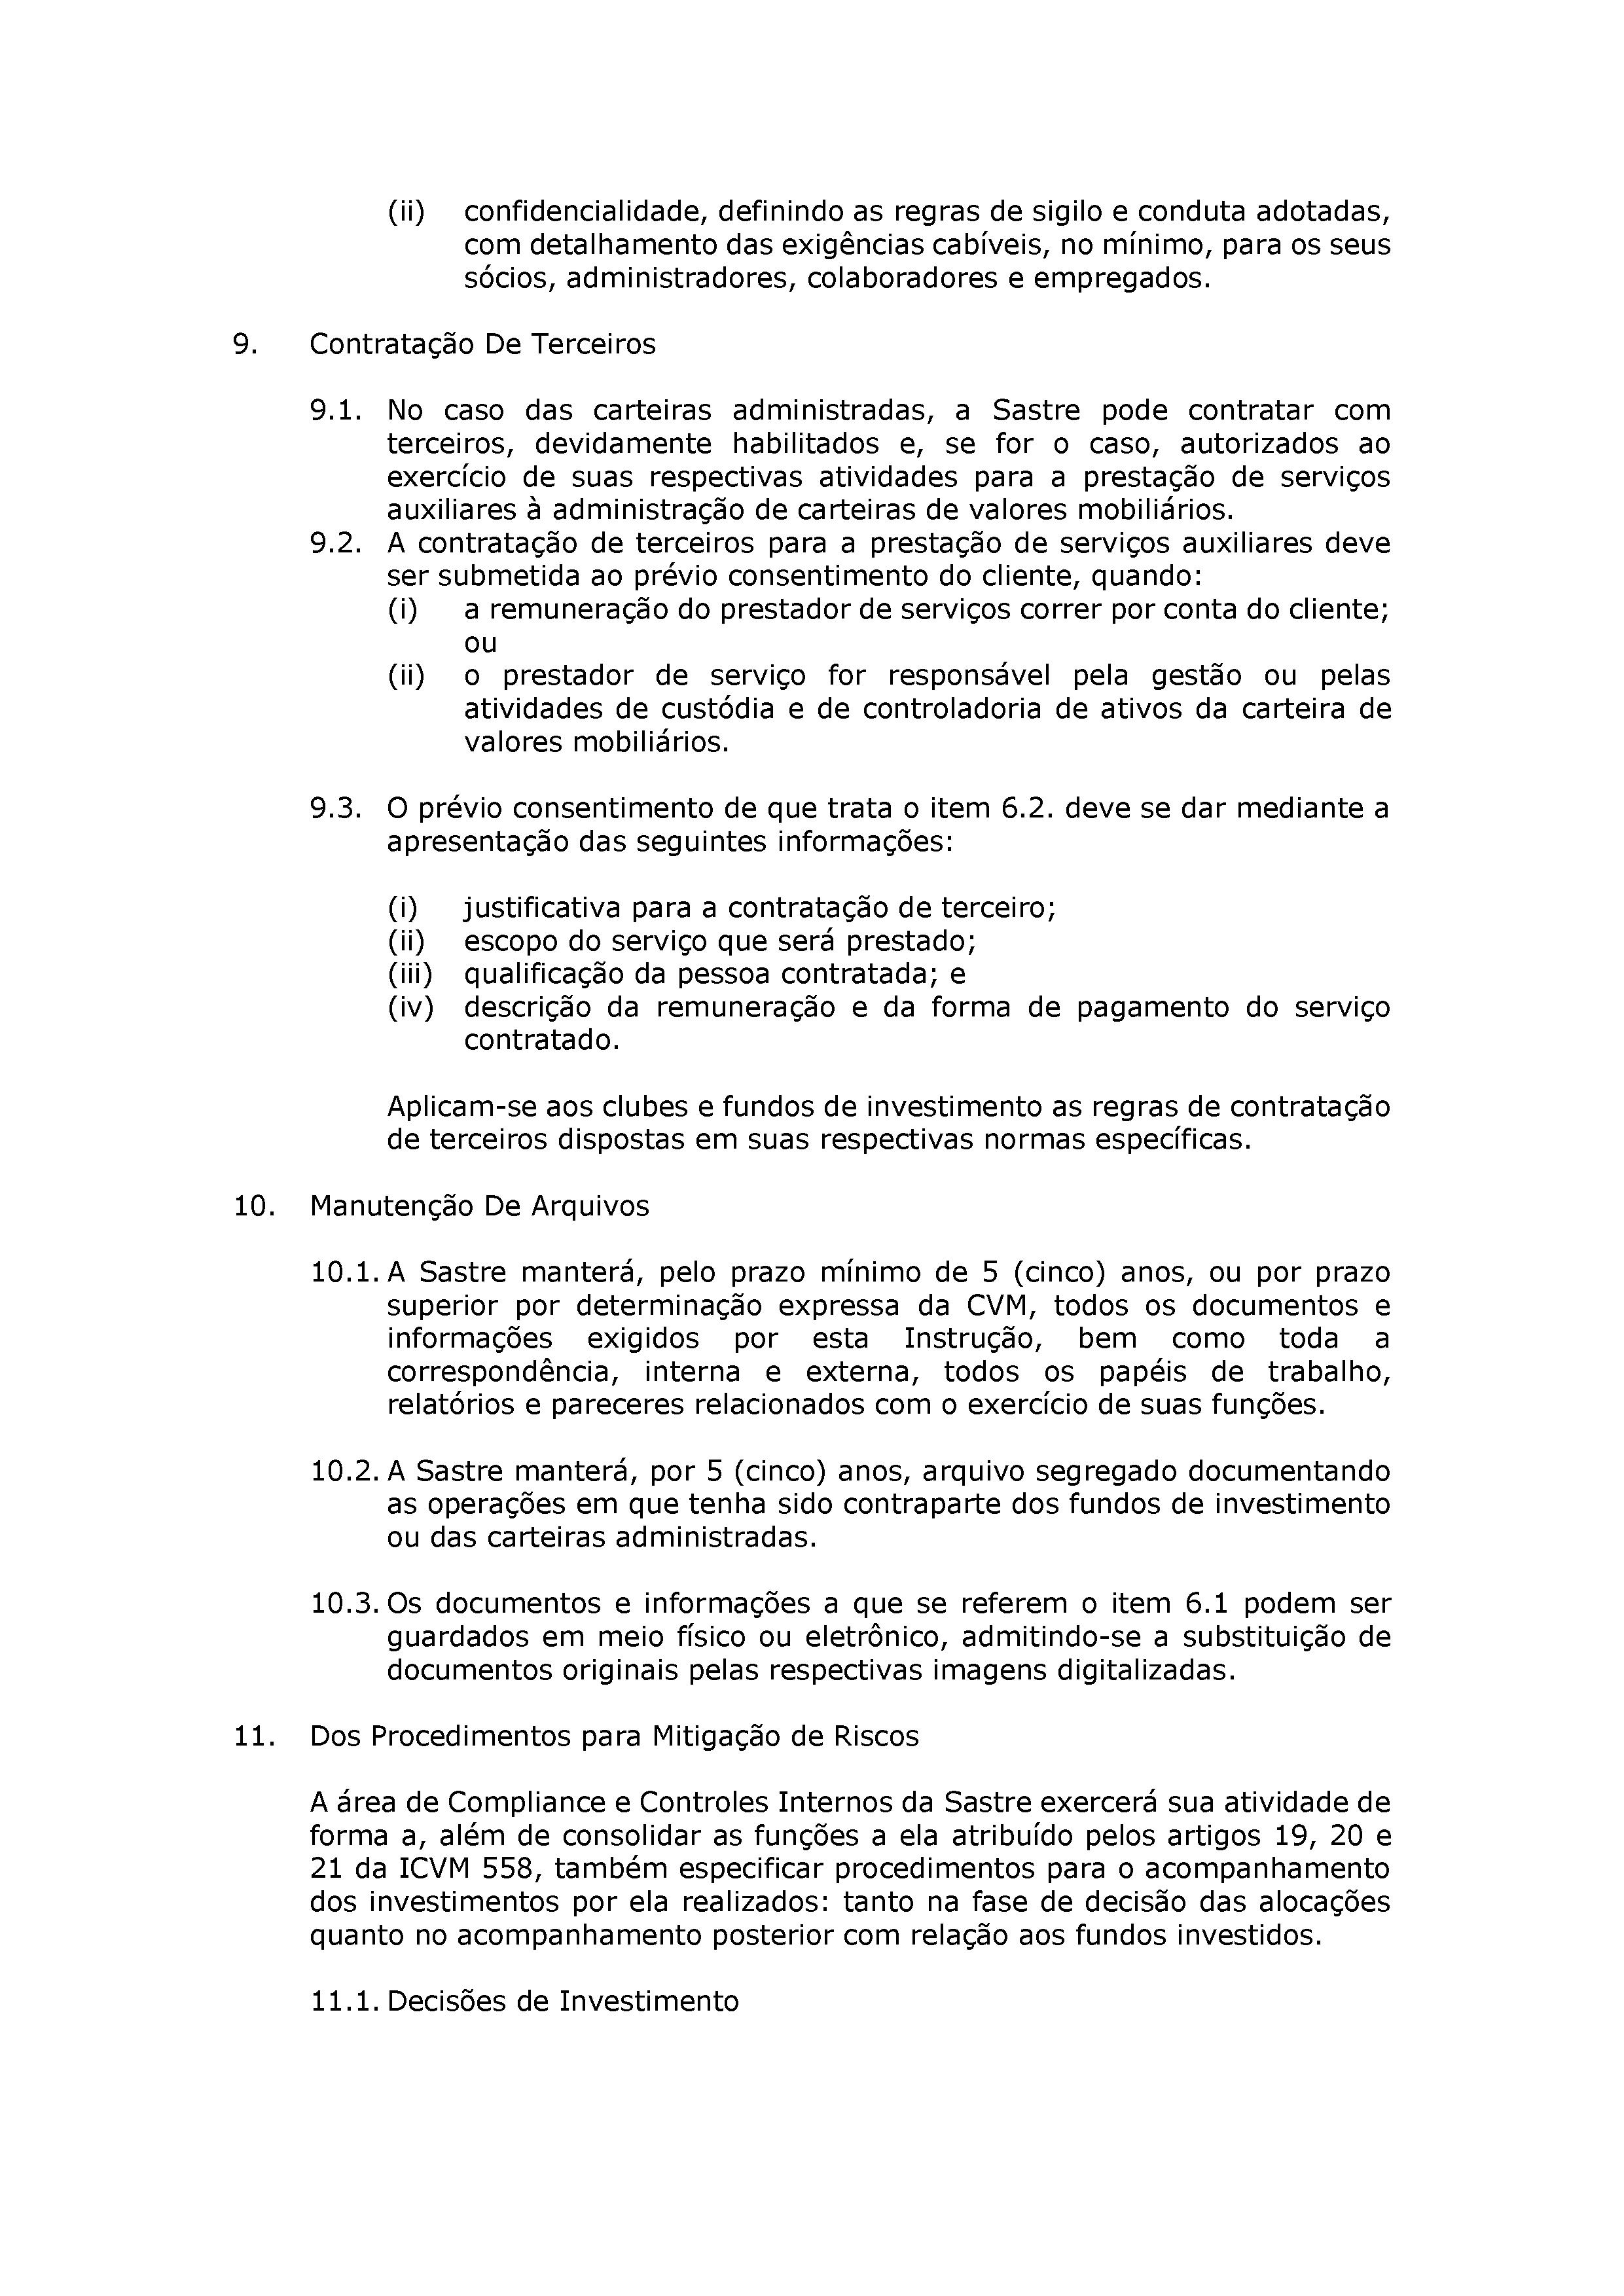 (ii) confidencialidade, definindo as regras de sigilo e conduta adotadas,
com detalhamento das exigências cabíveis, no mínimo, para os seus
sócios, administradores, colaboradores e empregados.
9. Contratação De Terceiros
9.1. No caso das carteiras administradas, a Sastre pode contratar com
terceiros, devidamente habilitados e, se for o caso, autorizados ao
exercício de suas respectivas atividades para a prestação de serviços
auxiliares à administração de carteiras de valores mobiliários.
9.2. A contratação de terceiros para a prestação de serviços auxiliares deve
ser submetida ao prévio consentimento do cliente, quando:
(i) a remuneração do prestador de serviços correr por conta do cliente;
ou
(ii) o prestador de serviço for responsável pela gestão ou pelas
atividades de custódia e de controladoria de ativos da carteira de
valores mobiliários.
9.3. O prévio consentimento de que trata o item 6.2. deve se dar mediante a
apresentação das seguintes informações:
(i) justificativa para a contratação de terceiro;
(ii) escopo do serviço que será prestado;
(iii) qualificação da pessoa contratada; e
(iv) descrição da remuneração e da forma de pagamento do serviço
contratado.
Aplicam-se aos clubes e fundos de investimento as regras de contratação
de terceiros dispostas em suas respectivas normas específicas.
10. Manutenção De Arquivos
10.1. A Sastre manterá, pelo prazo mínimo de 5 (cinco) anos, ou por prazo
superior por determinação expressa da CVM, todos os documentos e
informações exigidos por esta Instrução, bem como toda a
correspondência, interna e externa, todos os papéis de trabalho,
relatórios e pareceres relacionados com o exercício de suas funções.
10.2. A Sastre manterá, por 5 (cinco) anos, arquivo segregado documentando
as operações em que tenha sido contraparte dos fundos de investimento
ou das carteiras administradas.
10.3. Os documentos e informações a que se referem o item 6.1 podem ser
guardados em meio físico ou eletrônico, admitindo-se a substituição de
documentos originais pelas respectivas imagens digitalizadas.
11. Dos Procedimentos para Mitigação de Riscos
A área de Compliance e Controles Internos da Sastre exercerá sua atividade de
forma a, além de consolidar as funções a ela atribuído pelos artigos 19, 20 e
21 da ICVM 558, também especificar procedimentos para o acompanhamento
dos investimentos por ela realizados: tanto na fase de decisão das alocações
quanto no acompanhamento posterior com relação aos fundos investidos.
11.1. Decisões de Investimento